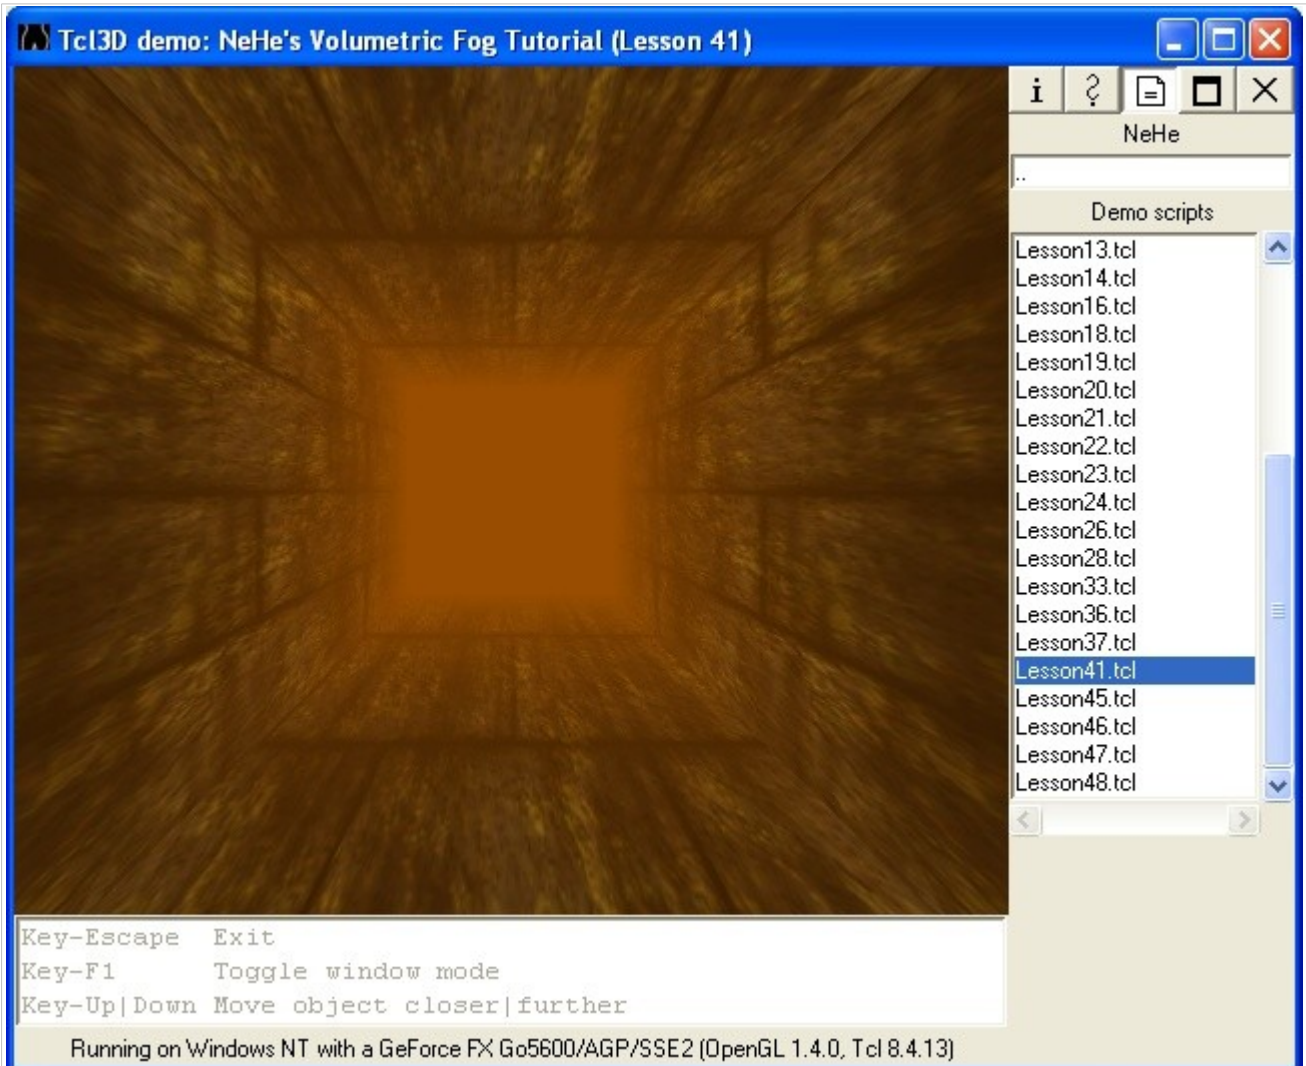 Tcl3D demo: NeHe's Volumetric Fog Tutorial (Lesson 41)
NeHe
..
Demo scripts
Lesson13.tcl
Lesson14.tcl
Lesson16.tcl
Lesson18.tcl
Lesson19.tcl
Lesson20.tcl
Lesson21.tcl
Lesson22.tcl
Lesson23.tcl
Lesson24.tcl
Lesson26.tcl
Lesson28.tcl
Lesson33.tcl
Lesson36.tcl
Lesson37.tcl
Lesson41.tcl
Lesson45.tcl
Lesson46.tcl
Lesson47.tcl
Lesson48.tcl
Key-Escape Exit
Key-F1 Toggle window mode
Key-Up|Down Move object closer|further
Running on Windows NT with a GeForce FX Go5600/AGP/SSE2 (OpenGL 1.4.0, Tcl 8.4.13)